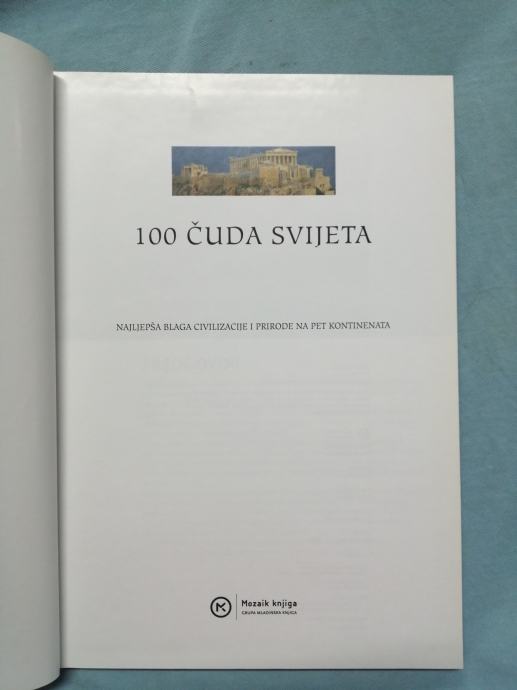 100 ČUDA SVIJETA
NAJLJEPŠA BLAGA CIVILIZACIJE I PRIRODE NA PET KONTINENATA
Mozaik knjiga
GRUPA MLADINSKA KNJIGA